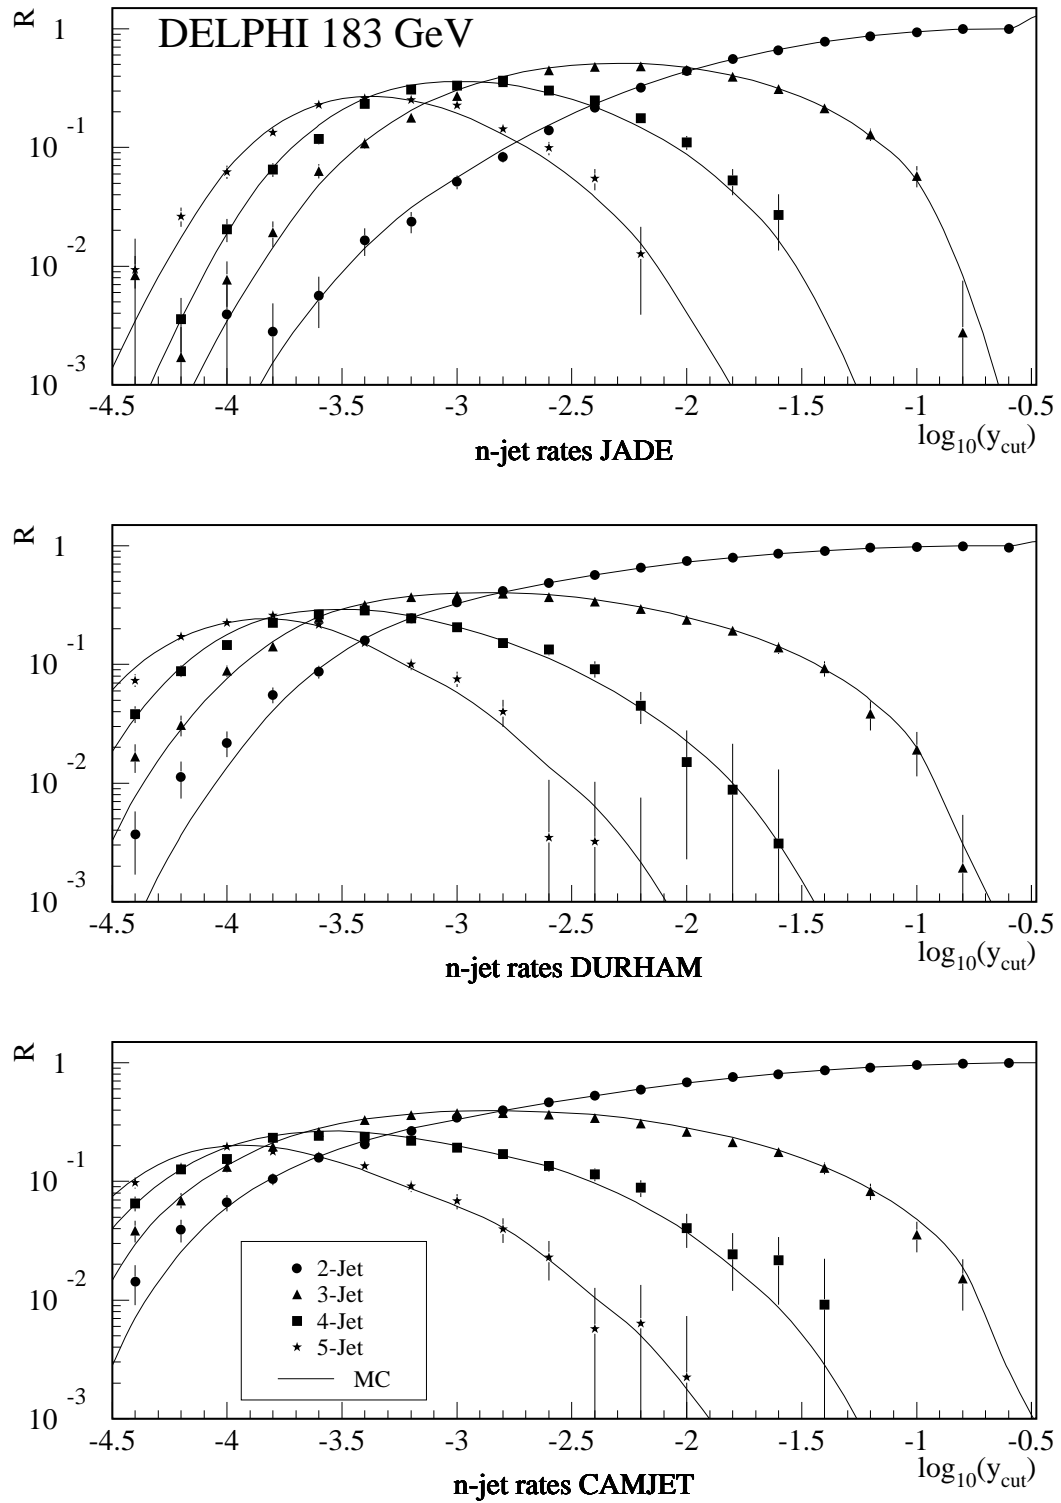 R
DELPHI 183 GeV
1
10 -1
10 -2
10 -3
-4.5 -4 -3.5 -3 -2.5 -2 -1.5 -1 -0.5
log10(ycut)
n-jet rates JADE
R
1
10 -1
10 -2
10 -3
-4.5 -4 -3.5 -3 -2.5 -2 -1.5 -1 -0.5
log10(ycut)
n-jet rates DURHAM
R
1
10 -1
10 -2
10 -3
2-Jet
3-Jet
4-Jet
5-Jet
MC
-4.5 -4 -3.5 -3 -2.5 -2 -1.5 -1 -0.5
log10(ycut)
n-jet rates CAMJET